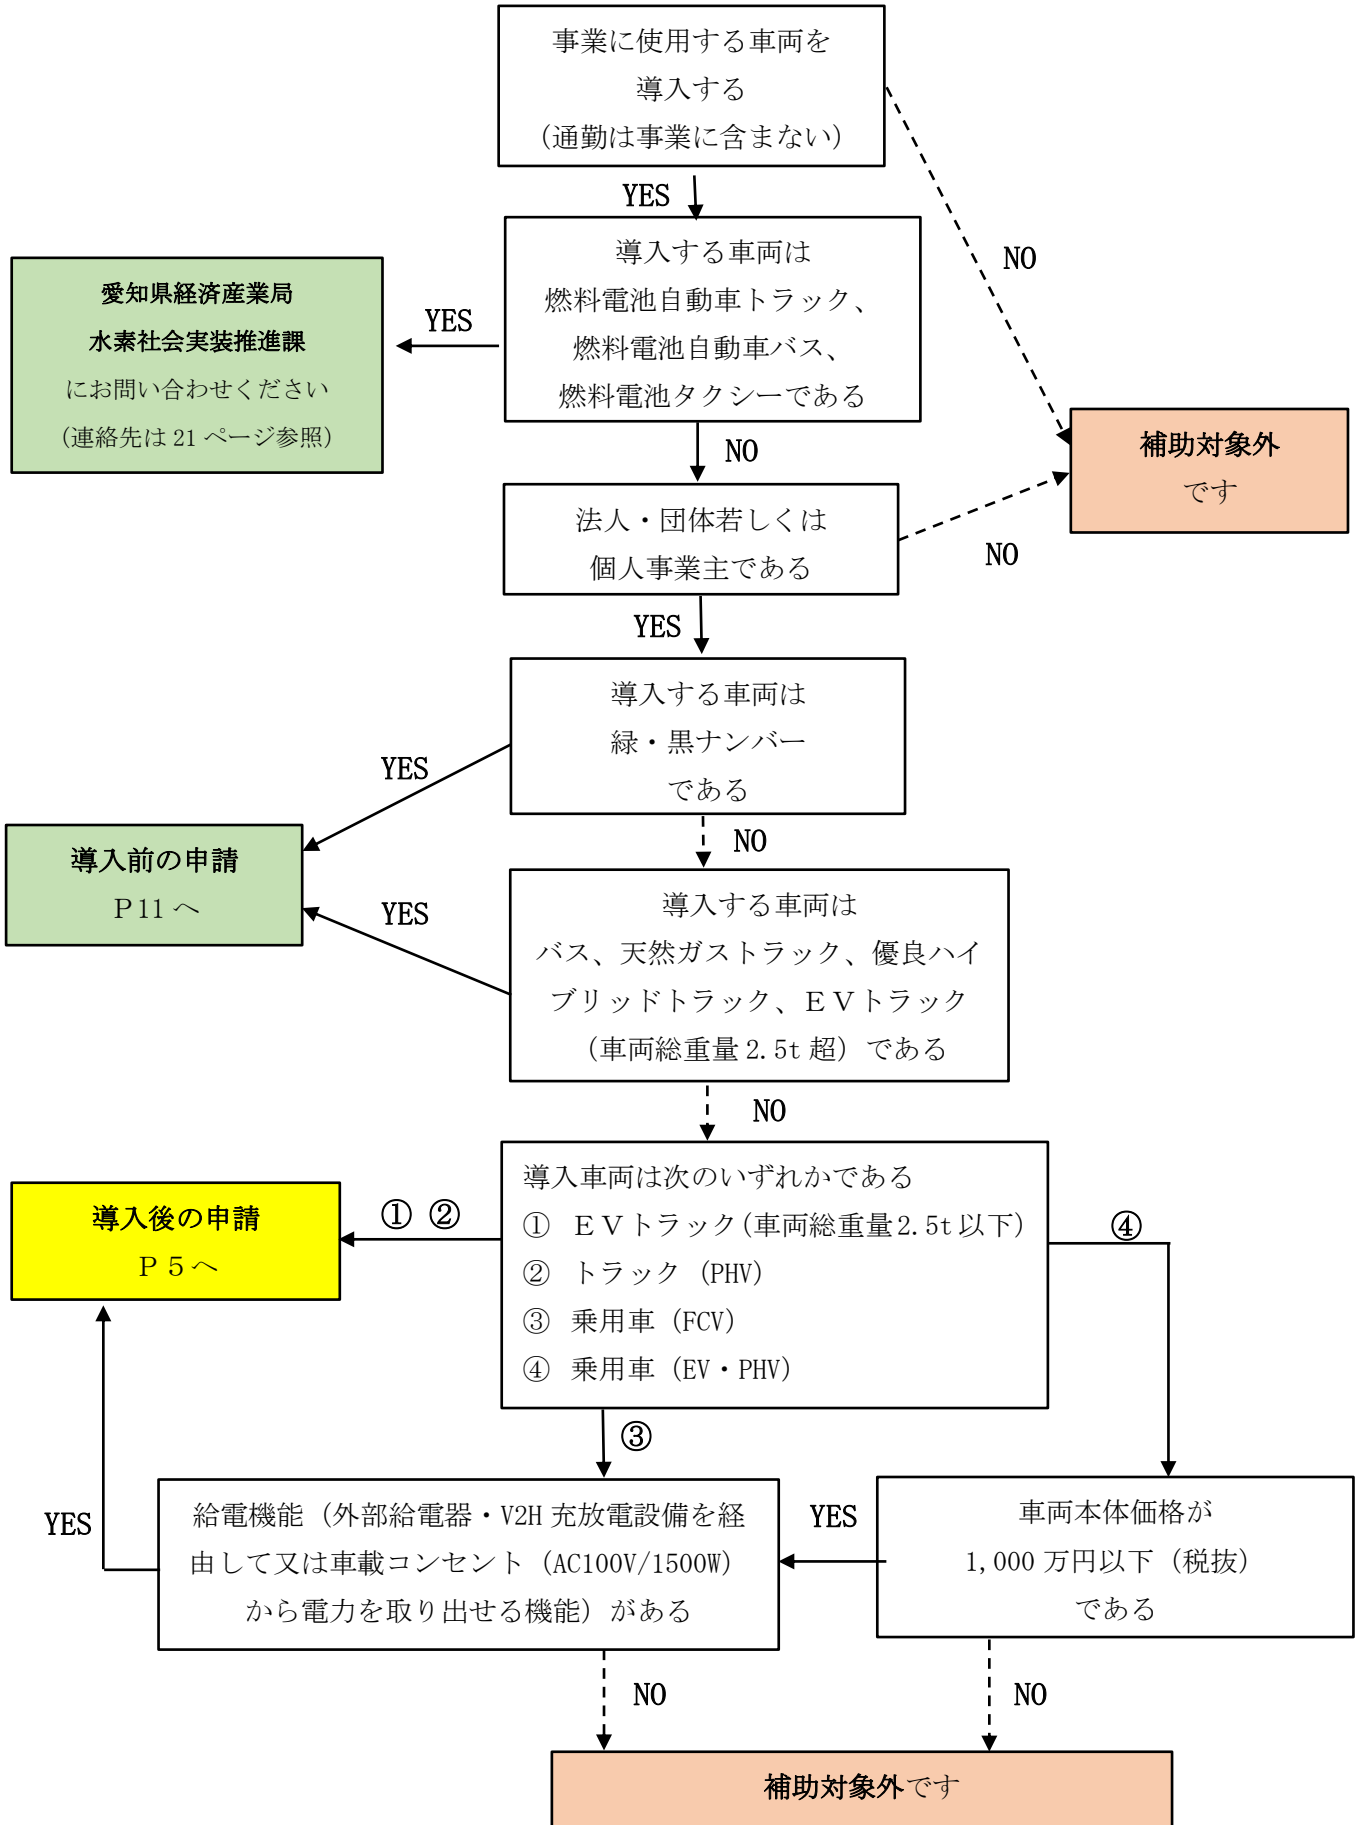 事業に使用する車両を
導入する
（通勤は事業に含まない）
YES
NO
導入する車両は
燃料電池自動車トラック、
燃料電池自動車バス、
燃料電池タクシーである
YES
愛知県経済産業局
水素社会実装推進課
にお問い合わせください
（連絡先は 21 ページ参照）
NO
補助対象外
です
法人・団体若しくは
個人事業主である
NO
YES
導入する車両は
緑・黒ナンバー
である
YES
NO
導入前の申請
Ｐ11 へ
YES
導入する車両は
バス、天然ガストラック、優良ハイ
ブリッドトラック、ＥＶトラック
（車両総重量 2.5t 超）である
NO
導入車両は次のいずれかである
① ＥＶトラック(車両総重量 2.5t 以下)
② トラック（PHV）
③ 乗用車（FCV）
④ 乗用車（EV・PHV）
① ②
④
導入後の申請
Ｐ５へ
③
YES
給電機能（外部給電器・V2H 充放電設備を経
由して又は車載コンセント（AC100V/1500W）
から電力を取り出せる機能）がある
YES
車両本体価格が
1,000 万円以下（税抜）
である
NO
NO
補助対象外です